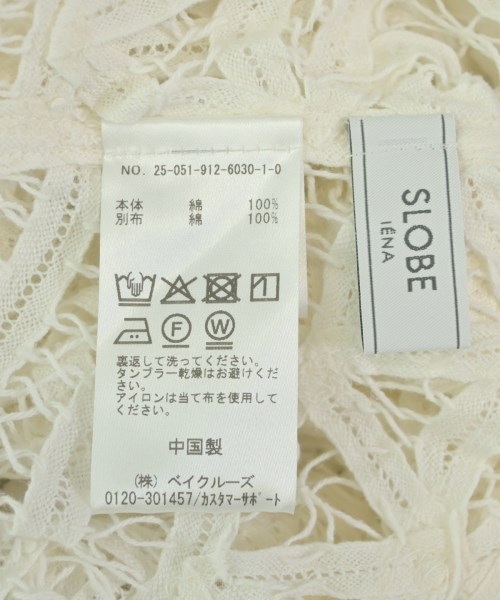 NO. 25-051-912-6030-1-0
本体 綿 100%
別布 綿 100%
F W
裏返して洗ってください。
タンブラー乾燥はお避けください。
アイロンは当て布を使用してください。
中国製
(株) ベイクルーズ
0120-301457/カスタマーサポート
SLOBE
IÉNA